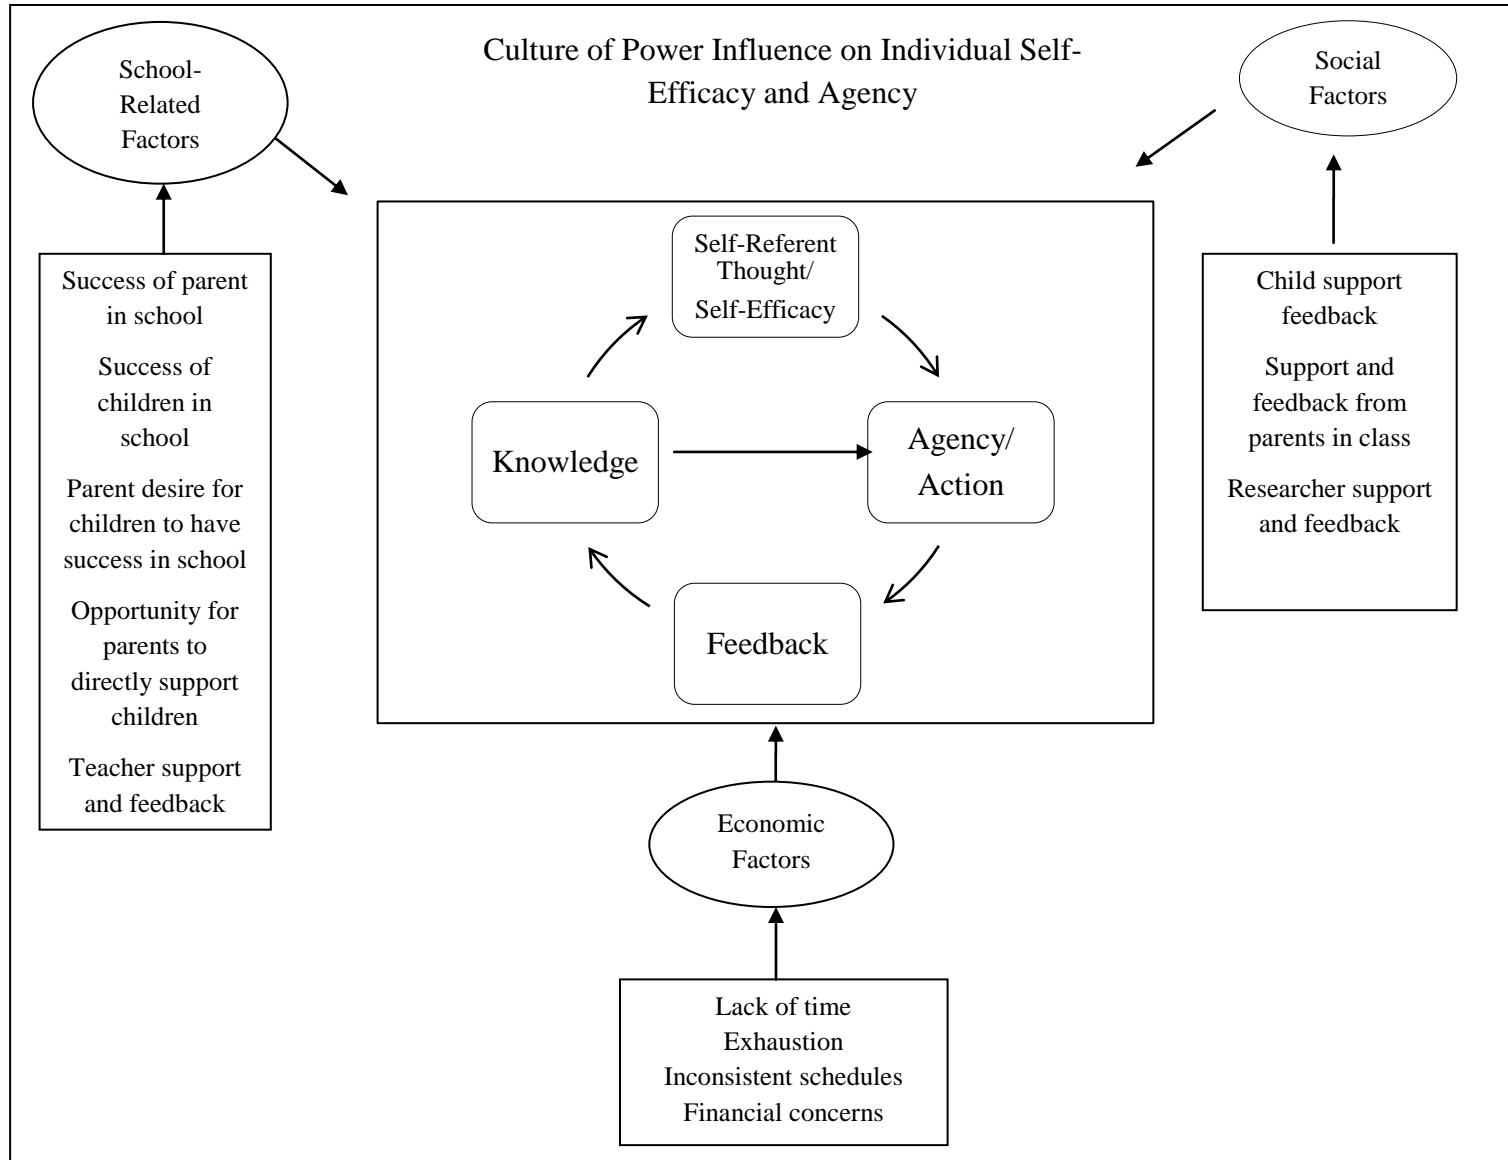 Culture of Power Influence on Individual Self-
Efficacy and Agency
School-
Related
Factors
Social
Factors
Success of parent
in school
Success of
children in
school
Parent desire for
children to have
success in school
Opportunity for
parents to
directly support
children
Teacher support
and feedback
Self-Referent
Thought/
Self-Efficacy
Knowledge
Agency/
Action
Feedback
Child support
feedback
Support and
feedback from
parents in class
Researcher support
and feedback
Economic
Factors
Lack of time
Exhaustion
Inconsistent schedules
Financial concerns